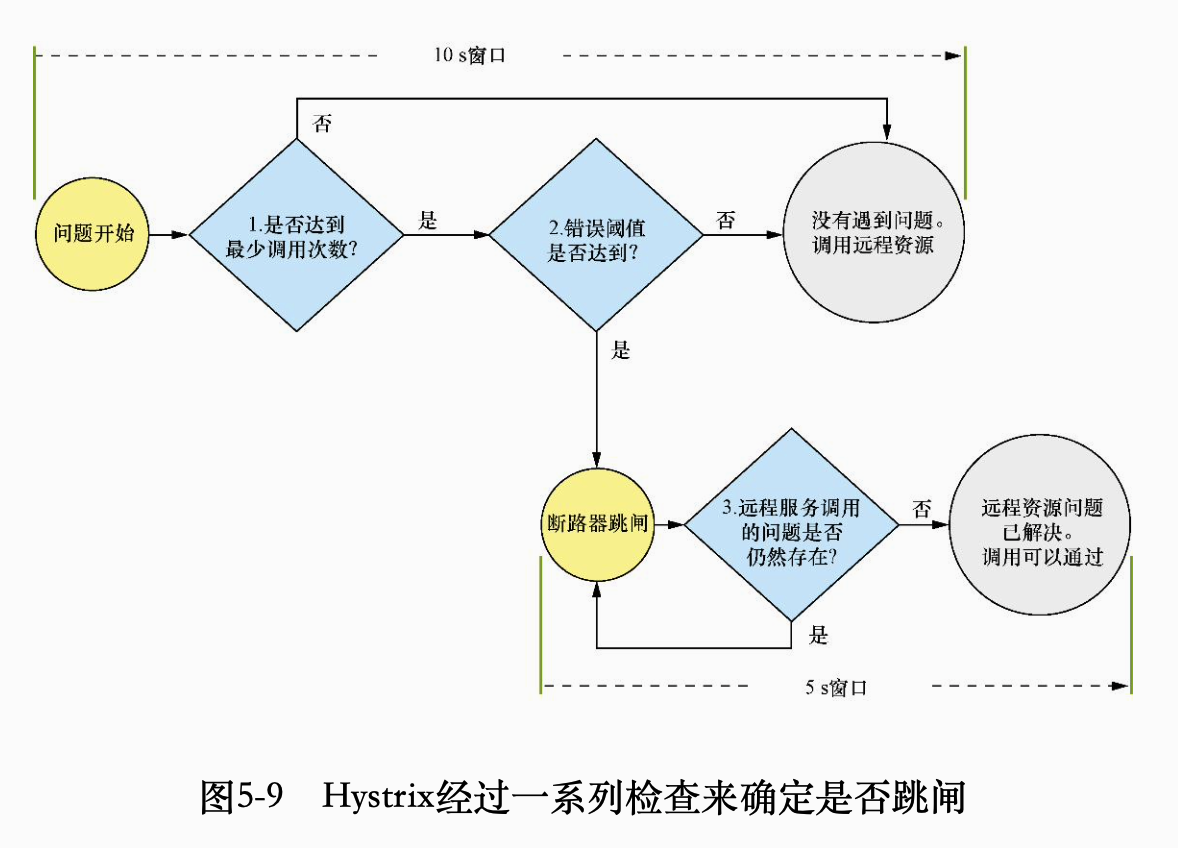 10 s窗口
否
问题开始
1.是否达到
最少调用次数？
是
2.错误阈值
是否达到？
否
没有遇到问题。
调用远程资源
是
断路器跳闸
3.远程服务调用
的问题是否
仍然存在？
否
远程资源问题
已解决。
调用可以通过
是
5 s窗口
图5-9 Hystrix经过一系列检查来确定是否跳闸